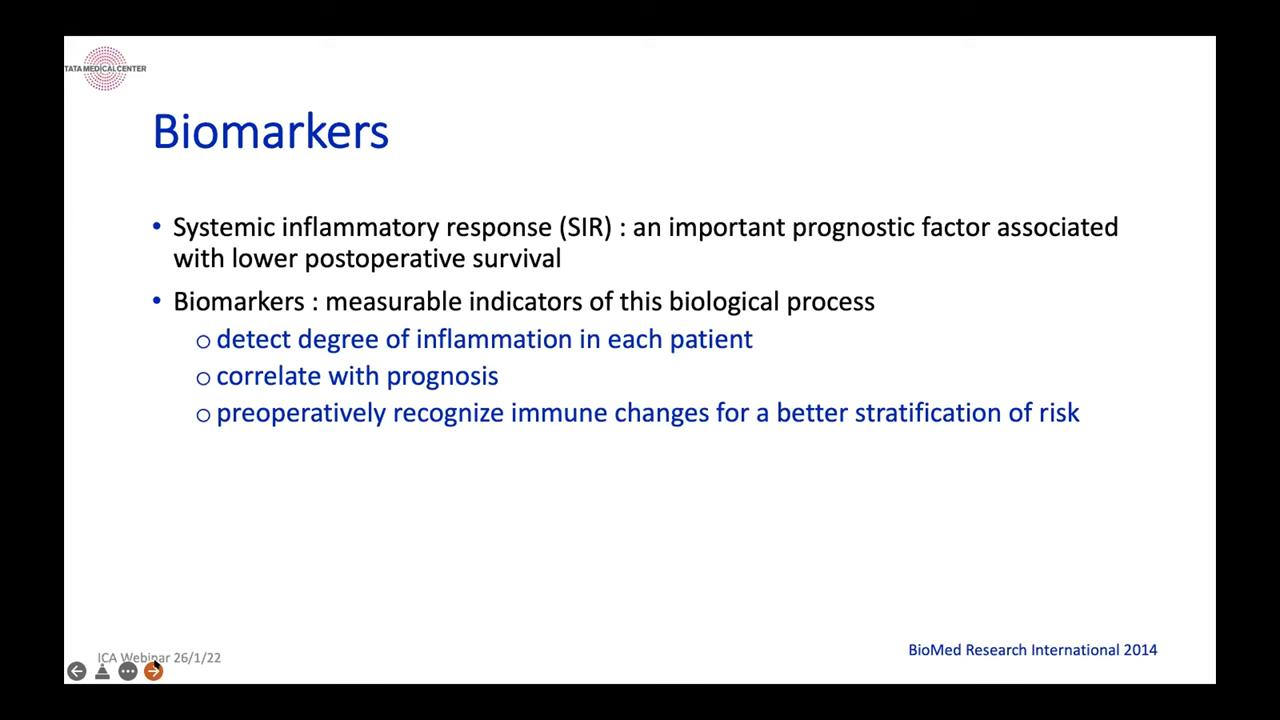 TATA MEDICAL CENTER
Biomarkers
• Systemic inflammatory response (SIR) : an important prognostic factor associated
with lower postoperative survival
• Biomarkers : measurable indicators of this biological process
o detect degree of inflammation in each patient
o correlate with prognosis
o preoperatively recognize immune changes for a better stratification of risk
ICA Webinar 26/1/22
BioMed Research International 2014